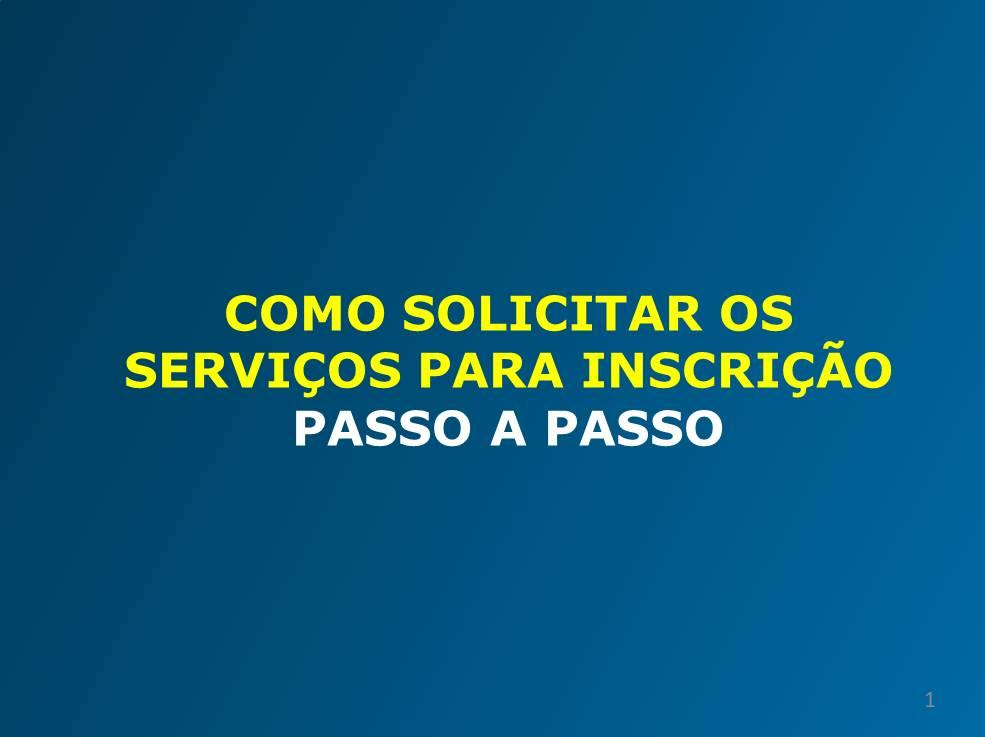 COMO SOLICITAR OS
SERVIÇOS PARA INSCRIÇÃO
PASSO A PASSO
1